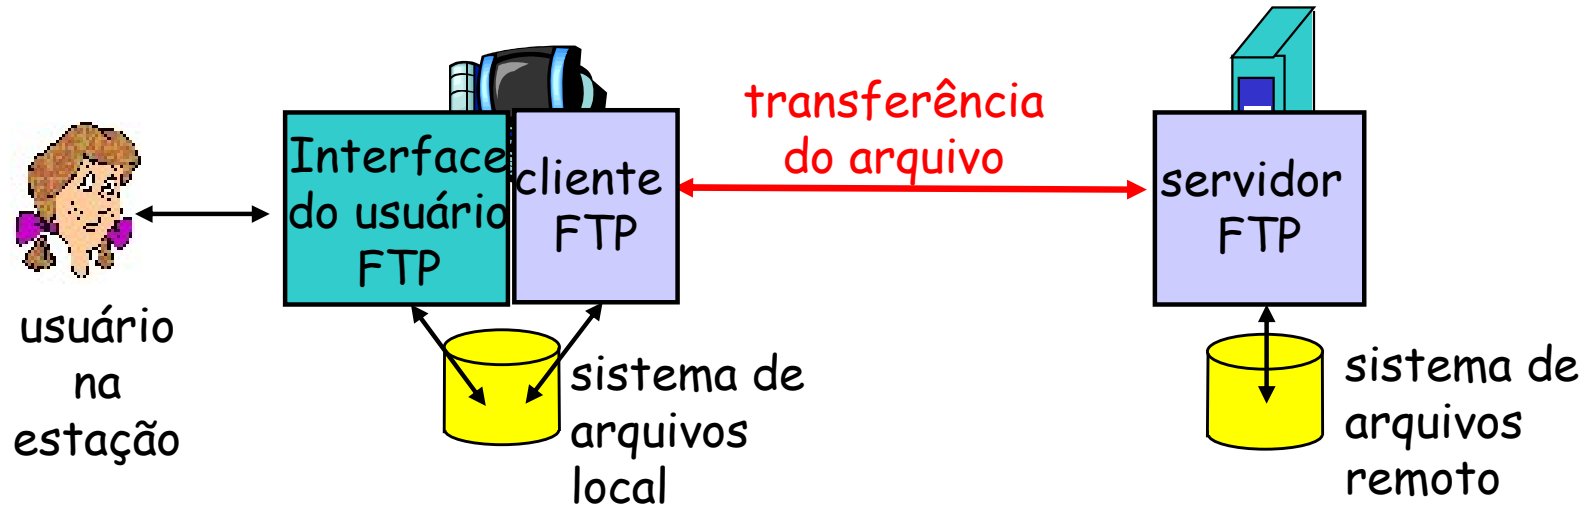 usuário
na
estação
Interface
do usuário
FTP
cliente
FTP
sistema de
arquivos
local
transferência
do arquivo
servidor
FTP
sistema de
arquivos
remoto